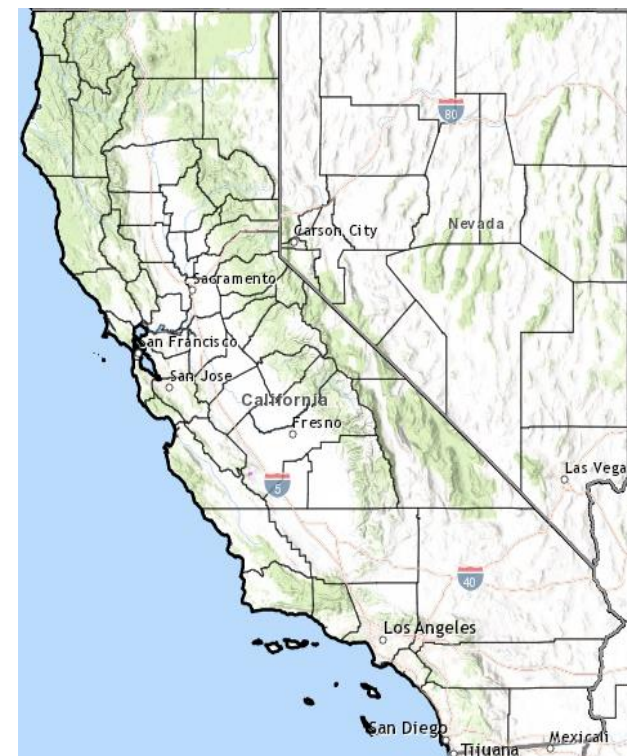 80
Nevada
Carson City
Sacramento
San Francisco
San Jose
California
Fresno
Las Vega
5
40
Los Angeles
San Diego
Mexicali
Tijuana